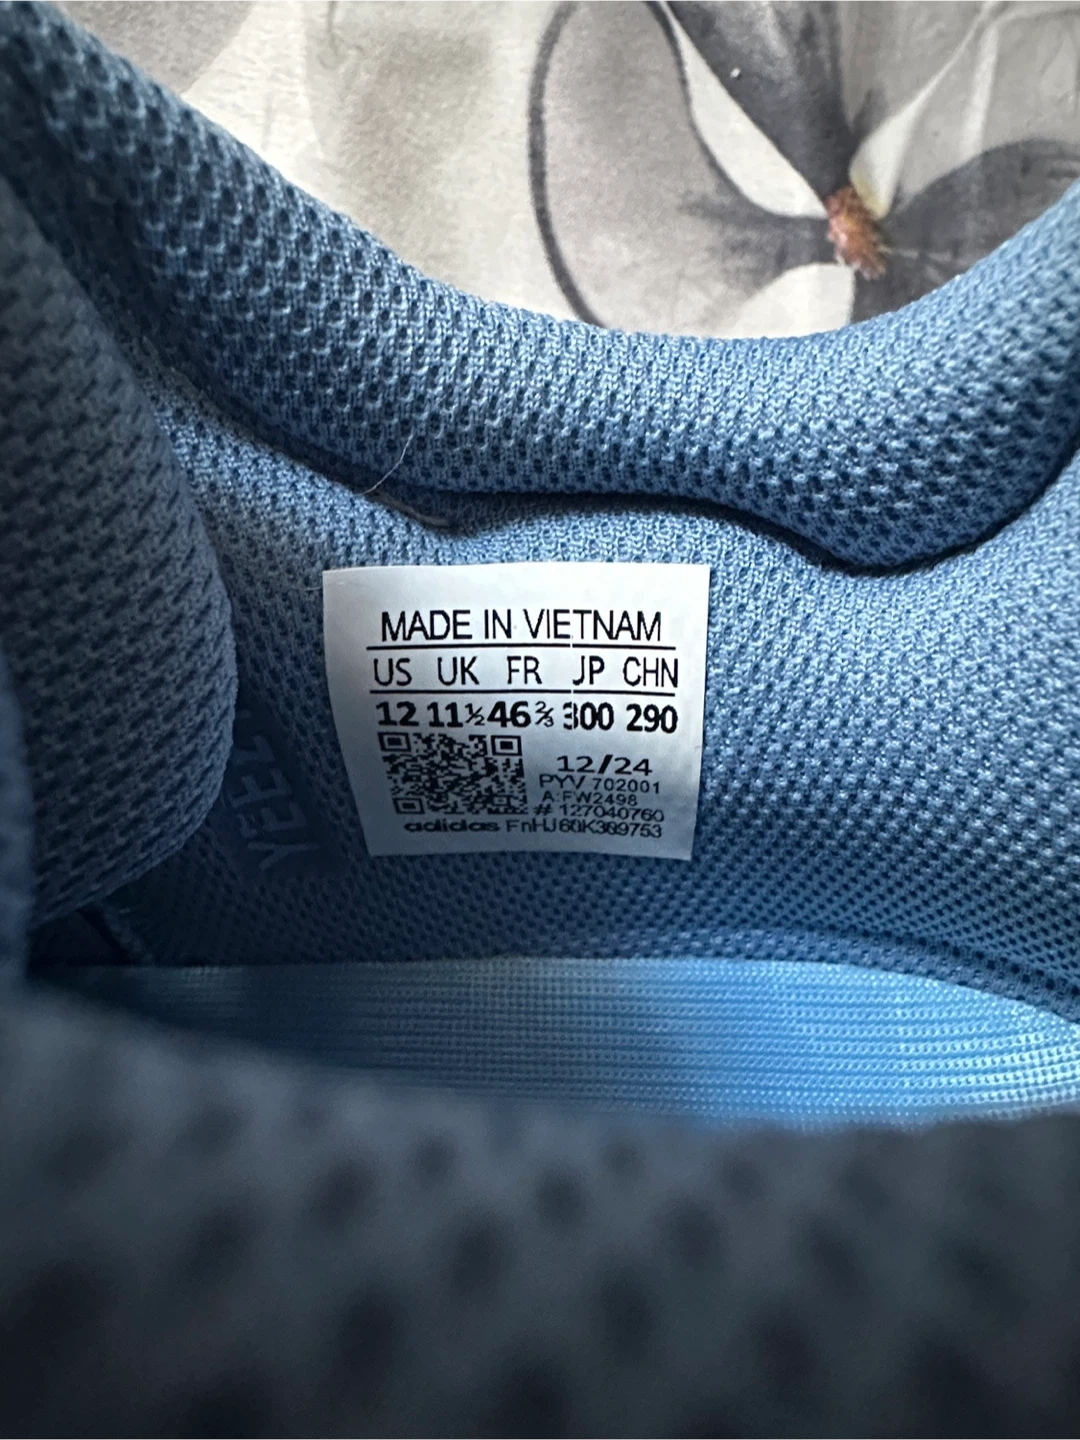 MADE IN VIETNAM
US UK FR JP CHN
12 11½ 46⅔ 300 290
12/24
PYV 702001
A:FW2498
# 127040760
adidas FnHJ60K309753